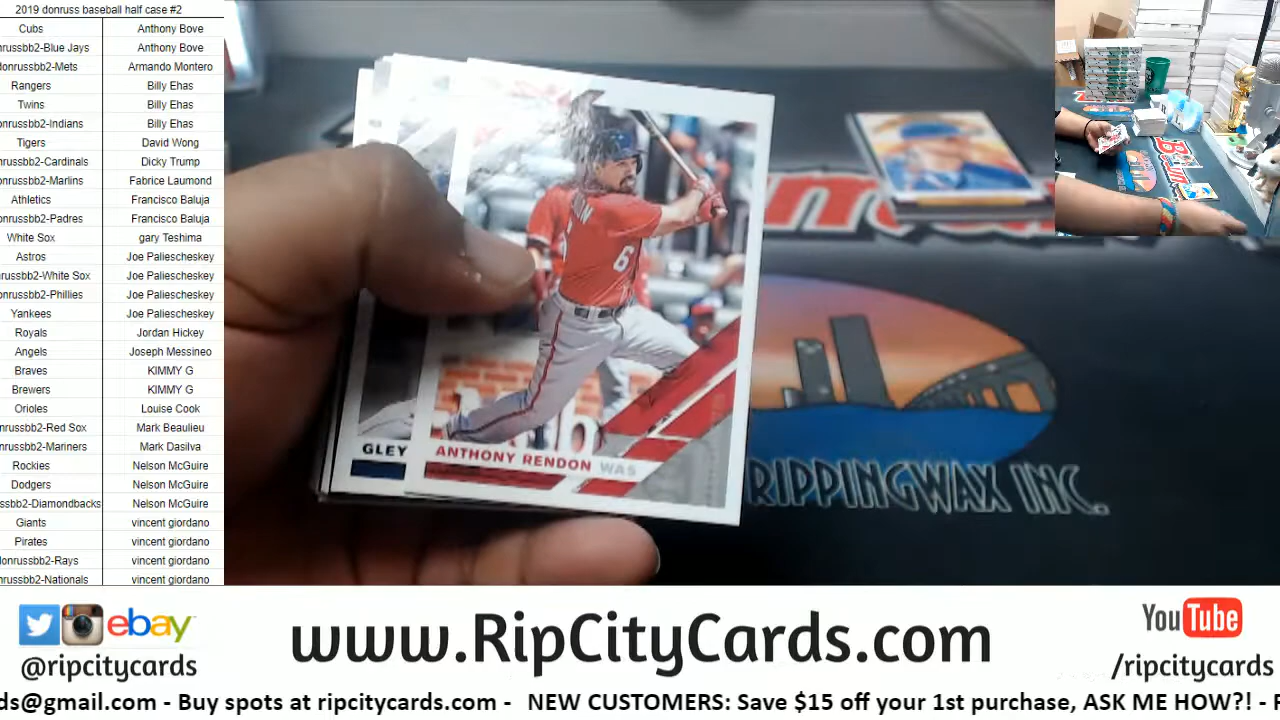 2019 donruss baseball half case #2
Cubs Anthony Bove
nrussbb2-Blue Jays Anthony Bove
donrussbb2-Mets Armando Montero
Rangers Billy Ehas
Twins Billy Ehas
onrussbb2-Indians Billy Ehas
Tigers David Wong
nrussbb2-Cardinals Dicky Trump
nrussbb2-Marlins Fabrice Laumond
Athletics Francisco Baluja
onrussbb2-Padres Francisco Baluja
White Sox gary Teshima
Astros Joe Paliescheskey
russbb2-White Sox Joe Paliescheskey
onrussbb2-Phillies Joe Paliescheskey
Yankees Joe Paliescheskey
Royals Jordan Hickey
Angels Joseph Messineo
Braves KIMMY G
Brewers KIMMY G
Orioles Louise Cook
nrussbb2-Red Sox Mark Beaulieu
nrussbb2-Mariners Mark Dasilva
Rockies Nelson McGuire
Dodgers Nelson McGuire
ssbb2-Diamondbacks Nelson McGuire
Giants vincent giordano
Pirates vincent giordano
onrussbb2-Rays vincent giordano
nrussbb2-Nationals vincent giordano
6
GLEY
ANTHONY RENDON WAS
RIPPINGWAX INC.
ebay
@ripcitycards
www.RipCityCards.com
YouTube
/ripcitycards
ds@gmail.com - Buy spots at ripcitycards.com - NEW CUSTOMERS: Save $15 off your 1st purchase, ASK ME HOW?! -